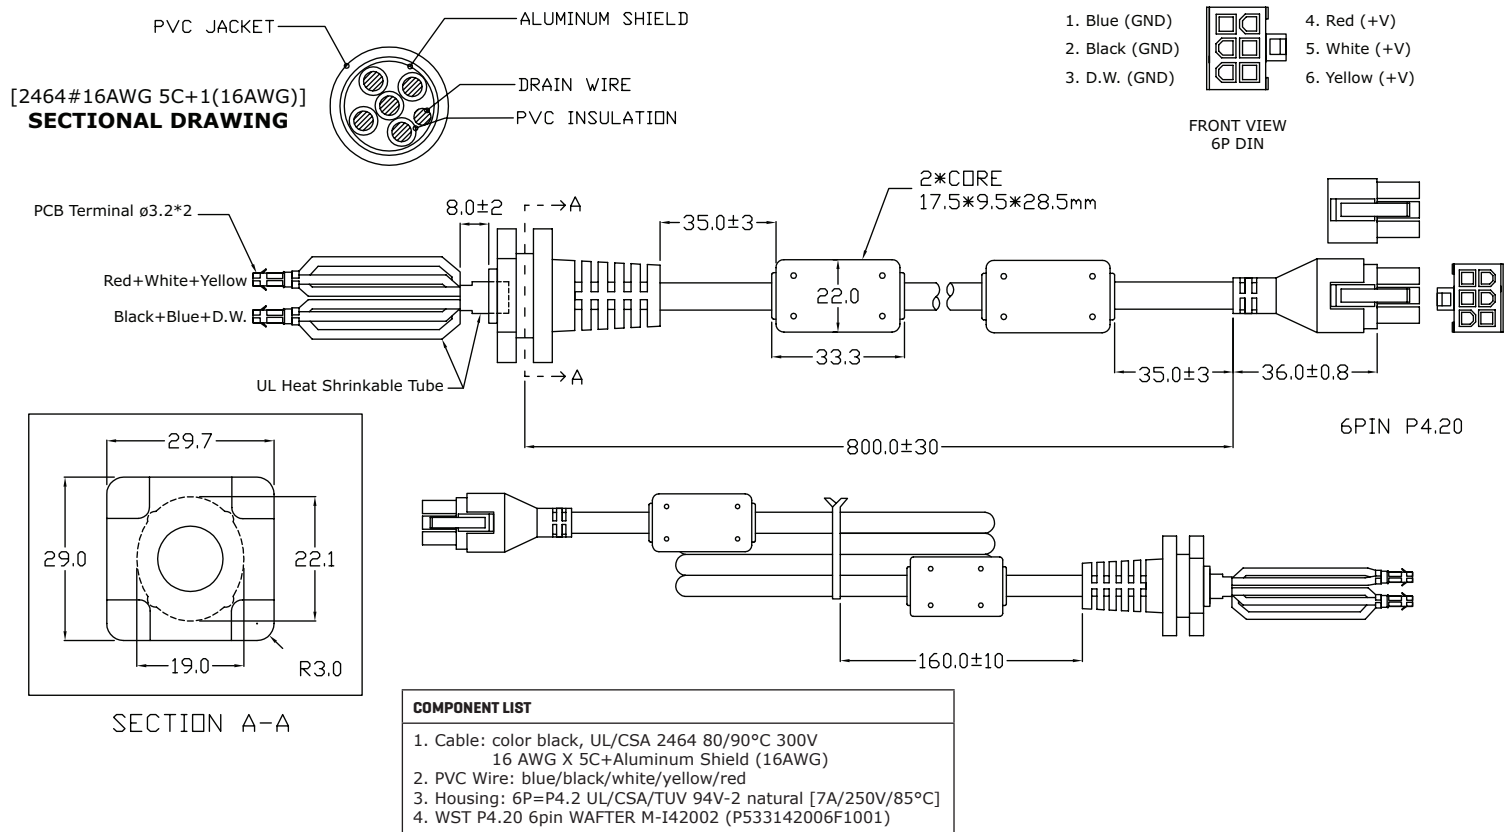 PVC JACKET
ALUMINUM SHIELD
DRAIN WIRE
PVC INSULATION
[2464#16AWG 5C+1(16AWG)]
SECTIONAL DRAWING
1. Blue (GND)
2. Black (GND)
3. D.W. (GND)
4. Red (+V)
5. White (+V)
6. Yellow (+V)
FRONT VIEW
6P DIN
PCB Terminal ø3.2*2
8.0±2
A
35.0±3
2*CORE
17.5*9.5*28.5mm
Red+White+Yellow
Black+Blue+D.W.
22.0
33.3
UL Heat Shrinkable Tube
A
35.0±3
36.0±0.8
800.0±30
6PIN P4.20
29.7
29.0
22.1
19.0
R3.0
SECTION A-A
160.0±10
COMPONENT LIST
1. Cable: color black, UL/CSA 2464 80/90°C 300V
16 AWG X 5C+Aluminum Shield (16AWG)
2. PVC Wire: blue/black/white/yellow/red
3. Housing: 6P=P4.2 UL/CSA/TUV 94V-2 natural [7A/250V/85°C]
4. WST P4.20 6pin WAFTER M-I42002 (P533142006F1001)